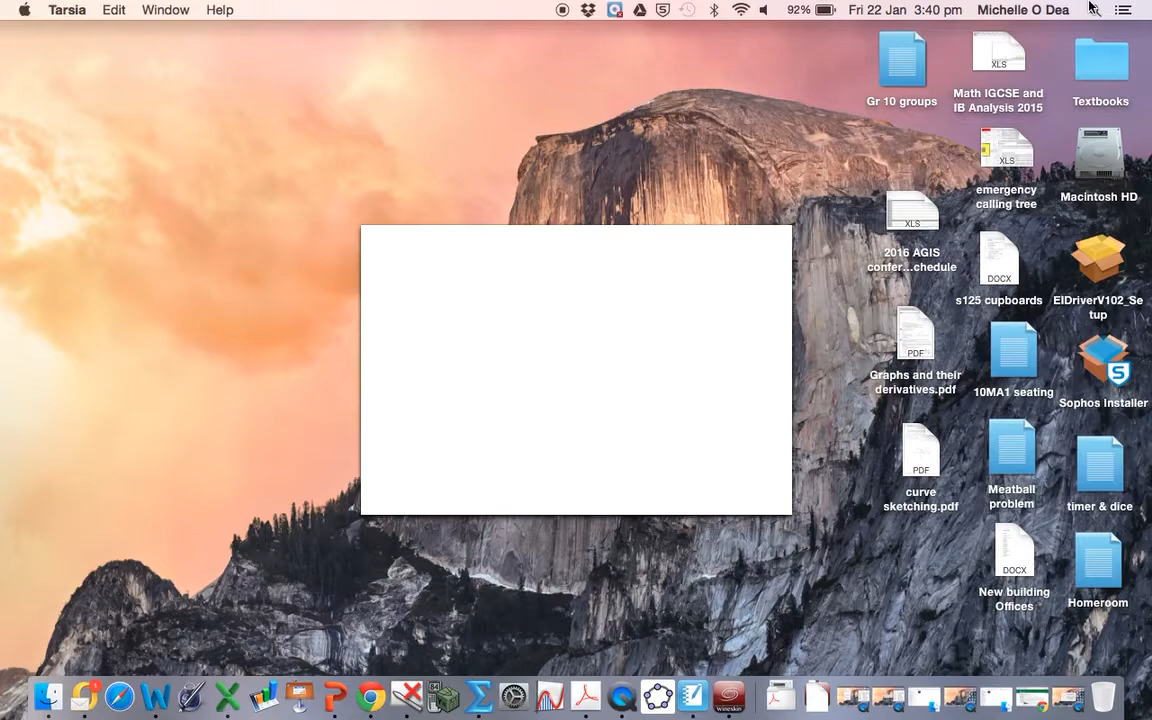 Tarsia Edit Window Help 92% Fri 22 Jan 3:40 pm Michelle O Dea
Gr 10 groups
XLS
Math IGCSE and
IB Analysis 2015
Textbooks
XLS
emergency
calling tree
Macintosh HD
XLS
2016 AGIS
confer...chedule
DOCX
s125 cupboards
EIDriverV102_Se
tup
PDF
Graphs and their
derivatives.pdf
10MA1 seating
S
Sophos Installer
PDF
curve
sketching.pdf
Meatball
problem
timer & dice
DOCX
New building
Offices
Homeroom
84
WINESKIN